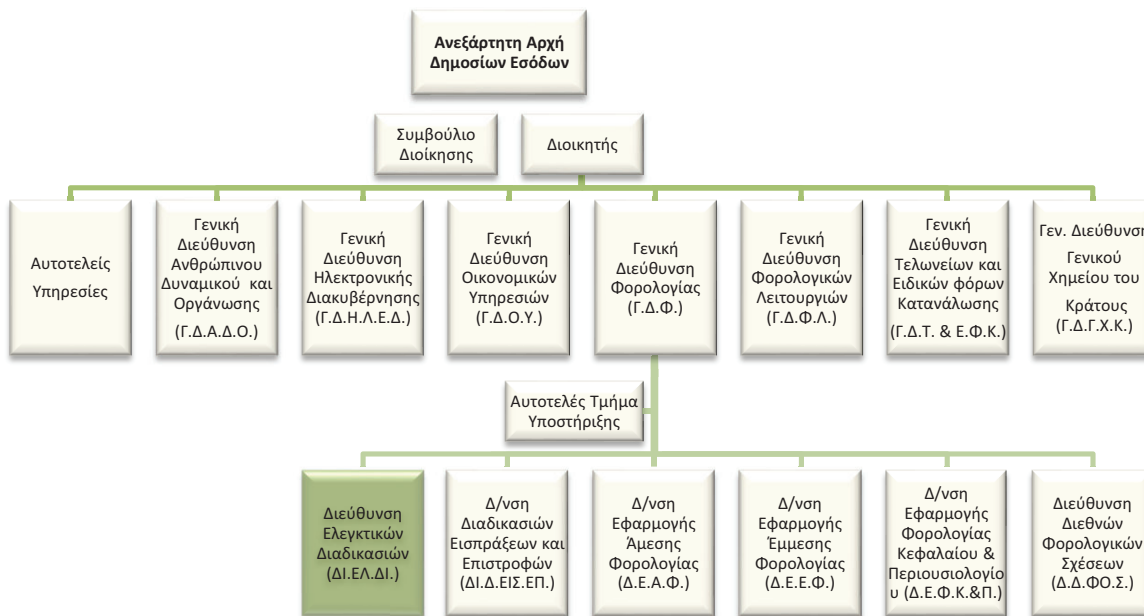 Ανεξάρτητη Αρχή
Δημοσίων Εσόδων
Συμβούλιο
Διοίκησης
Διοικητής
Αυτοτελείς
Υπηρεσίες
Γενική
Διεύθυνση
Ανθρώπινου
Δυναμικού και
Οργάνωσης
(Γ.Δ.Α.Δ.Ο.)
Γενική
Διεύθυνση
Ηλεκτρονικής
Διακυβέρνησης
(Γ.Δ.Η.Λ.Ε.Δ.)
Γενική
Διεύθυνση
Οικονομικών
Υπηρεσιών
(Γ.Δ.Ο.Υ.)
Γενική
Διεύθυνση
Φορολογίας
(Γ.Δ.Φ.)
Γενική
Διεύθυνση
Φορολογικών
Λειτουργιών
(Γ.Δ.Φ.Λ.)
Γενική
Διεύθυνση
Τελωνείων και
Ειδικών φόρων
Κατανάλωσης
(Γ.Δ.Τ. & Ε.Φ.Κ.)
Γεν. Διεύθυνση
Γενικού
Χημείου του
Κράτους
(Γ.Δ.Γ.Χ.Κ.)
Αυτοτελές Τμήμα
Υποστήριξης
Διεύθυνση
Ελεγκτικών
Διαδικασιών
(ΔΙ.ΕΛ.ΔΙ.)
Δ/νση
Διαδικασιών
Εισπράξεων και
Επιστροφών
(ΔΙ.Δ.ΕΙΣ.ΕΠ.)
Δ/νση
Εφαρμογής
Άμεσης
Φορολογίας
(Δ.Ε.Α.Φ.)
Δ/νση
Εφαρμογής
Έμμεσης
Φορολογίας
(Δ.Ε.Ε.Φ.)
Δ/νση
Εφαρμογής
Φορολογίας
Κεφαλαίου &
Περιουσιολογίο
υ (Δ.Ε.Φ.Κ.&Π.)
Διεύθυνση
Διεθνών
Φορολογικών
Σχέσεων
(Δ.Δ.ΦΟ.Σ.)